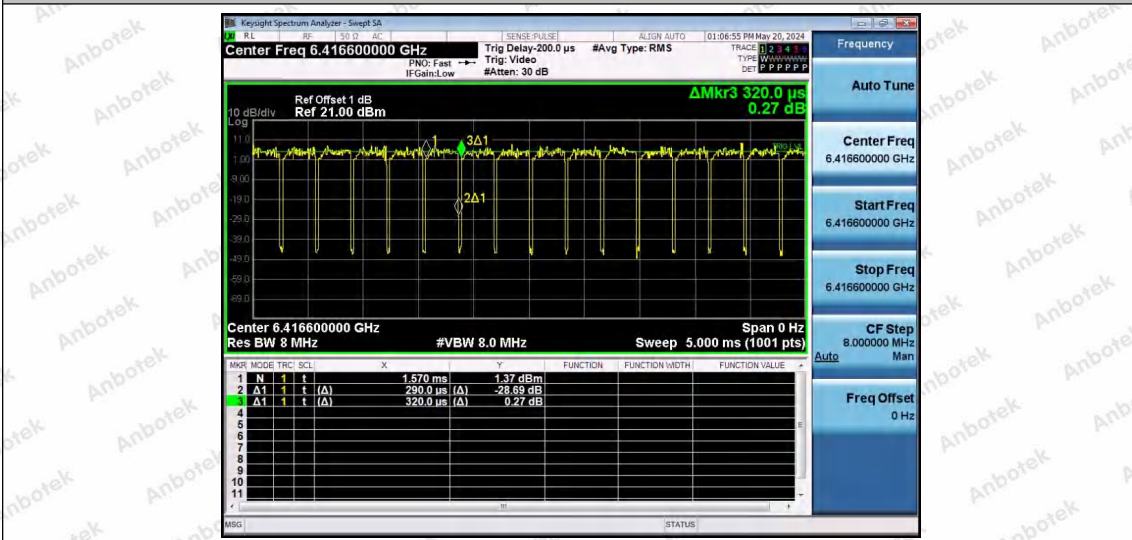 Keysight Spectrum Analyzer - Swept SA
RL RF 50 Ω AC SENSE:PULSE ALIGN AUTO 01:06:55 PM May 20, 2024
Center Freq 6.416600000 GHz
PNO: Fast
IFGain:Low
Trig Delay-200.0 µs
Trig: Video
#Atten: 30 dB
#Avg Type: RMS
TRACE 1 2 3 4 5 6
TYPE
DET P P P P P P
ΔMkr3 320.0 µs
0.27 dB
Ref Offset 1 dB
10 dB/div Ref 21.00 dBm
Log
11.0
1.00
-9.00
-19.0
-29.0
-39.0
-49.0
-59.0
-69.0
1
3Δ1
2Δ1
Center 6.416600000 GHz Span 0 Hz
Res BW 8 MHz #VBW 8.0 MHz Sweep 5.000 ms (1001 pts)
MKR MODE TRC SCL X Y FUNCTION FUNCTION WIDTH FUNCTION VALUE
1 N 1 t 1.570 ms 1.37 dBm
2 Δ1 1 t (Δ) 290.0 µs (Δ) -28.69 dB
3 Δ1 1 t (Δ) 320.0 µs (Δ) 0.27 dB
4
5
6
7
8
9
10
11
MSG STATUS
Frequency
Auto Tune
Center Freq
6.416600000 GHz
Start Freq
6.416600000 GHz
Stop Freq
6.416600000 GHz
CF Step
8.000000 MHz
Auto Man
Freq Offset
0 Hz
Anbotek